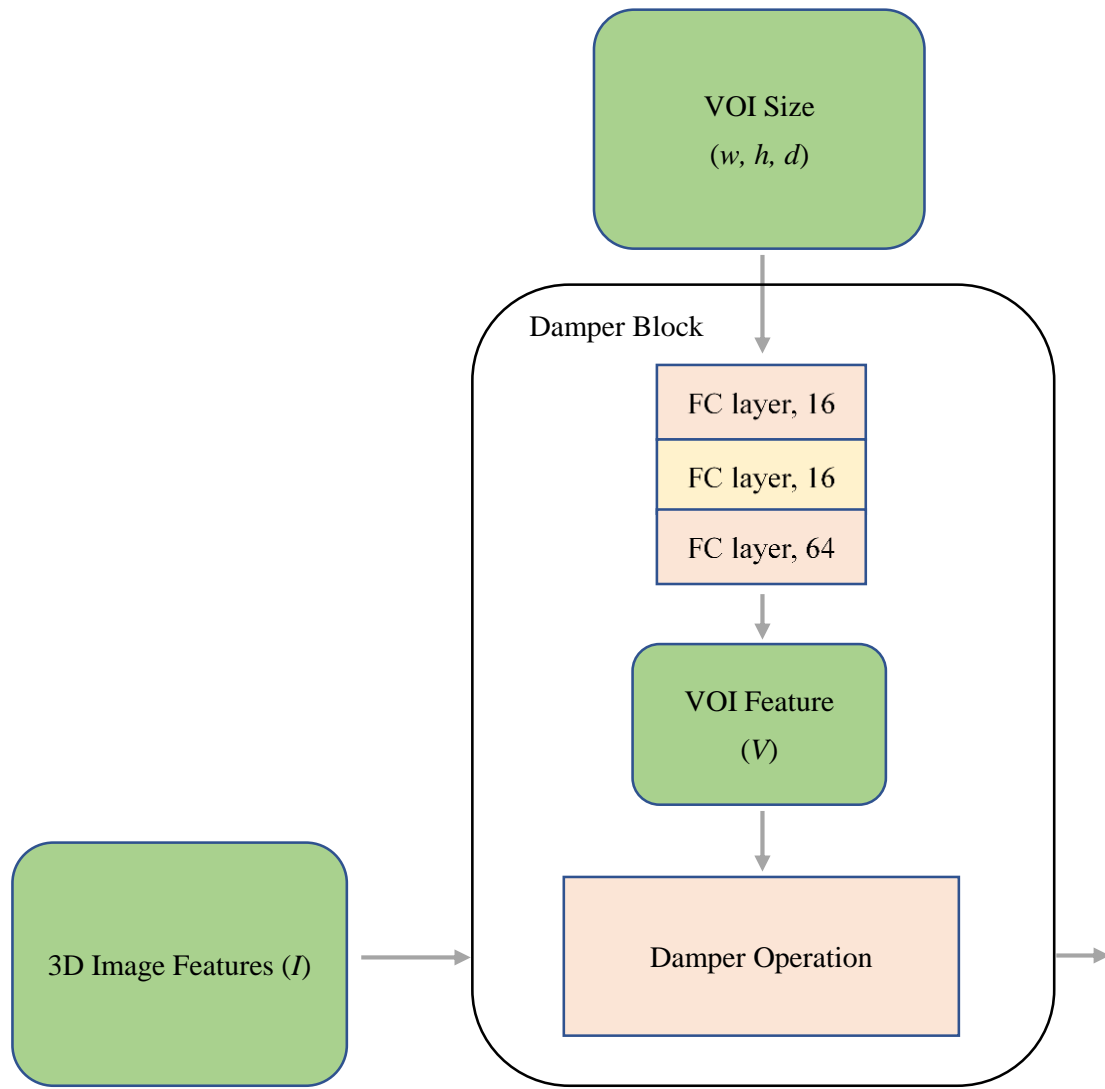 VOI Size
(w, h, d)
Damper Block
FC layer, 16
FC layer, 16
FC layer, 64
VOI Feature
(V)
3D Image Features (I)
Damper Operation